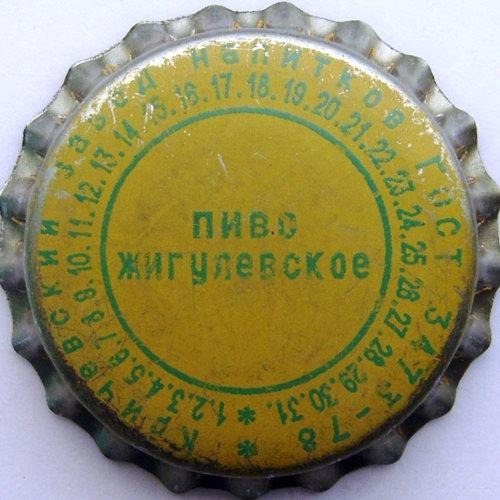 Кричевский завод напитков ГОСТ 3473-78 *
1.2.3.4.5.6.7.8.9.10.11.12.13.14.15.16.17.18.19.20.21.22.23.24.25.26.27.28.29.30.31. *
пиво
жигулевское